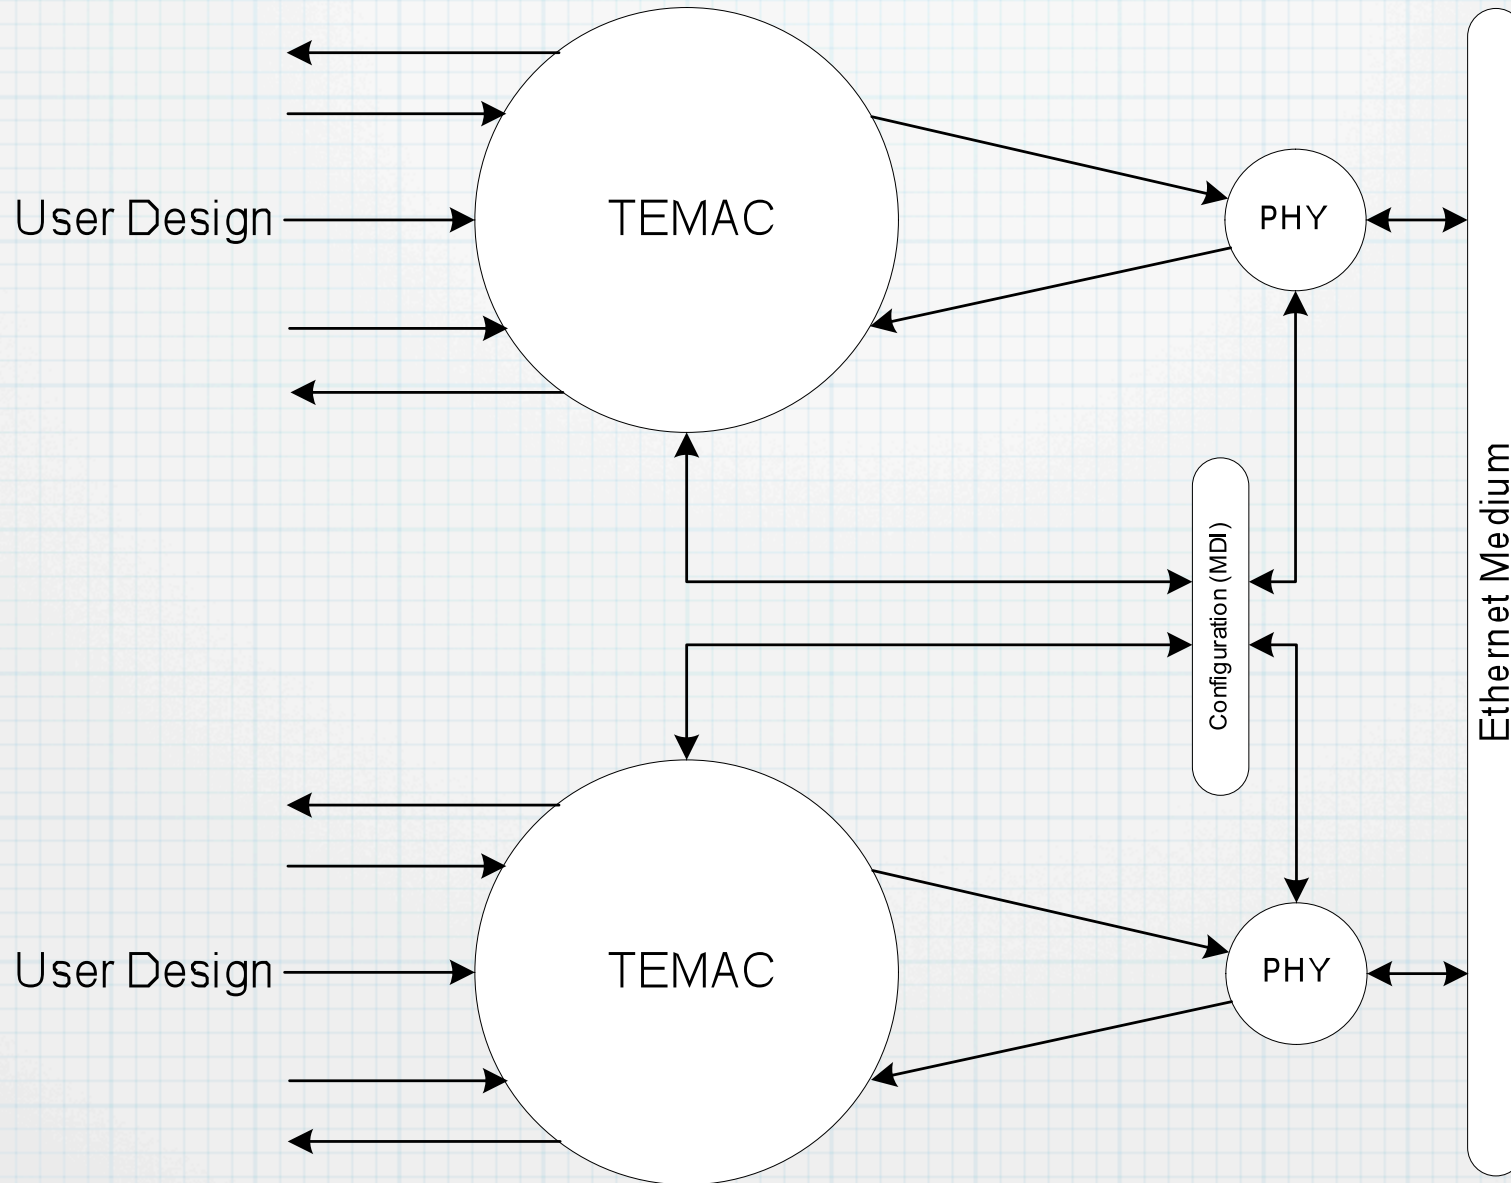 User Design
TEMAC
PHY
Configuration (MDI)
Ethernet Medium
User Design
TEMAC
PHY